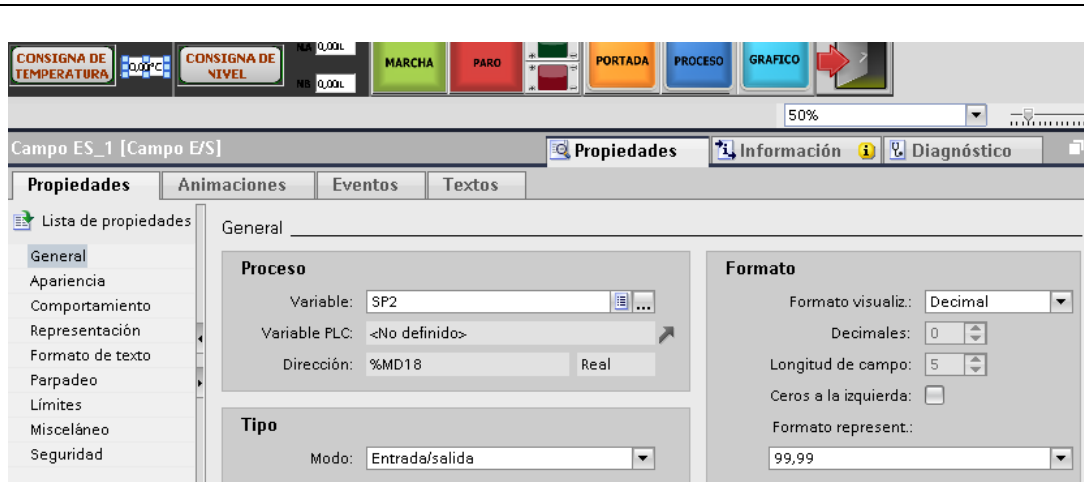 CONSIGNA DE TEMPERATURA
0,00°C
CONSIGNA DE NIVEL
NA 0,00L
NB 0,00L
MARCHA
PARO
PORTADA
PROCESO
GRAFICO
50%
Campo ES_1 [Campo E/S]
Propiedades
Información
Diagnóstico
Propiedades
Animaciones
Eventos
Textos
Lista de propiedades
General
Apariencia
Comportamiento
Representación
Formato de texto
Parpadeo
Límites
Misceláneo
Seguridad
General
Proceso
Variable: SP2
Variable PLC: <No definido>
Dirección: %MD18 Real
Tipo
Modo: Entrada/salida
Formato
Formato visualiz.: Decimal
Decimales: 0
Longitud de campo: 5
Ceros a la izquierda:
Formato represent.:
99,99